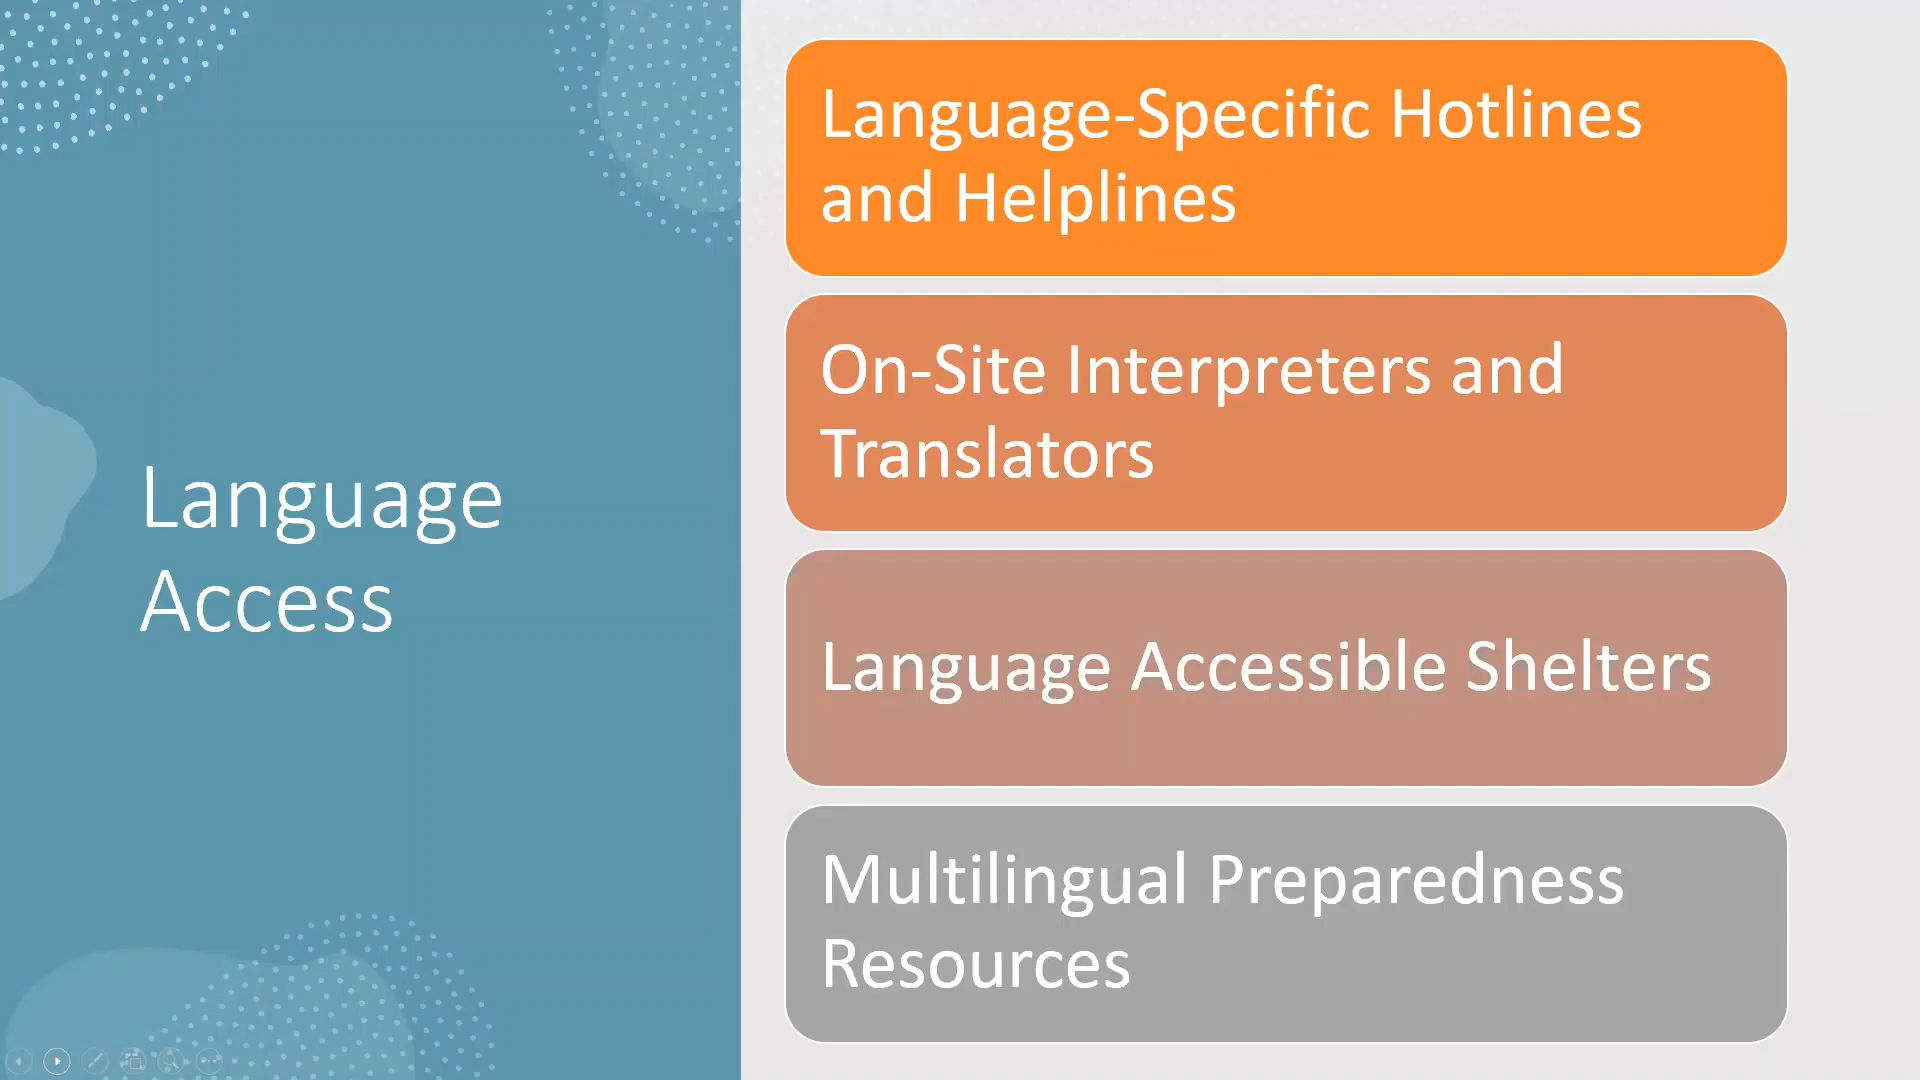 Language
Access
Language-Specific Hotlines
and Helplines
On-Site Interpreters and
Translators
Language Accessible Shelters
Multilingual Preparedness
Resources